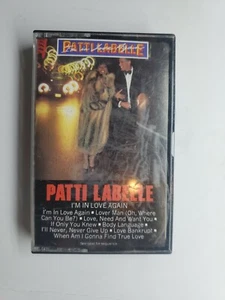 PATTI LABELLE
PATTI LABELLE
I'M IN LOVE AGAIN
I'm In Love Again • Lover Man (Oh, Where
Can You Be?) • Love, Need And Want You •
If Only You Knew • Body Language •
I'll Never, Never Give Up • Love Bankrupt •
When Am I Gonna Find True Love